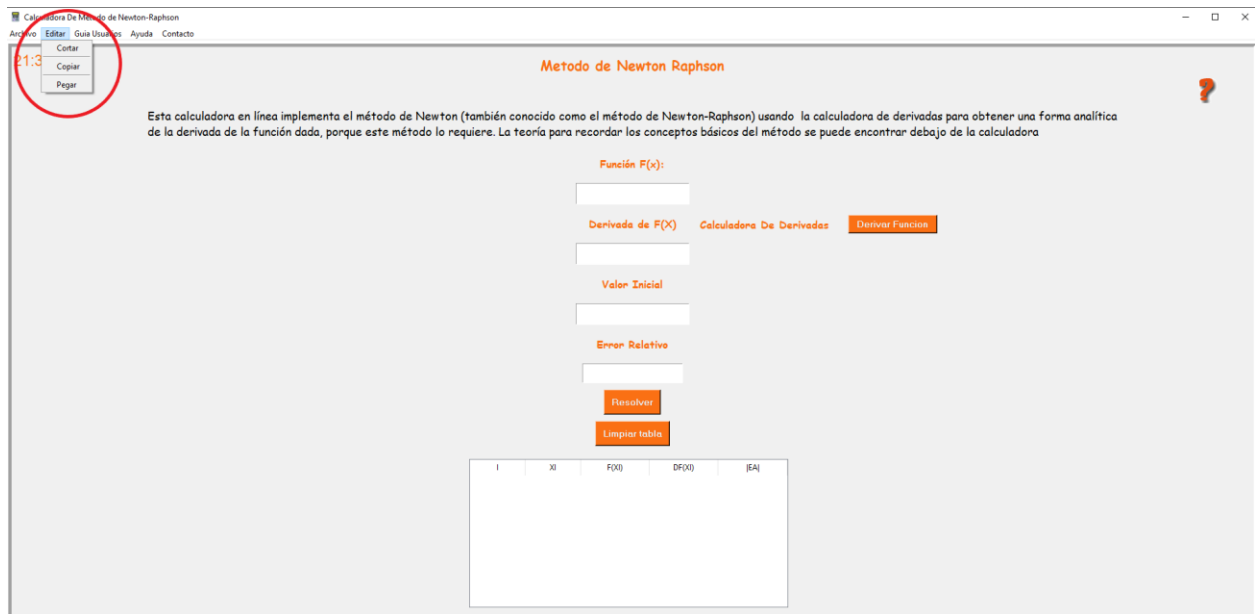 Calculadora De Metodo de Newton-Raphson
Archivo Editar Guia Usuarios Ayuda Contacto
Cortar
Copiar
Pegar
21:3
Metodo de Newton Raphson
?
Esta calculadora en línea implementa el método de Newton (también conocido como el método de Newton-Raphson) usando la calculadora de derivadas para obtener una forma analítica
de la derivada de la función dada, porque este método lo requiere. La teoría para recordar los conceptos básicos del método se puede encontrar debajo de la calculadora
Función F(x):
Derivada de F(X) Calculadora De Derivadas Derivar Funcion
Valor Inicial
Error Relativo
Resolver
Limpiar tabla
I XI F(XI) DF(XI) |EA|